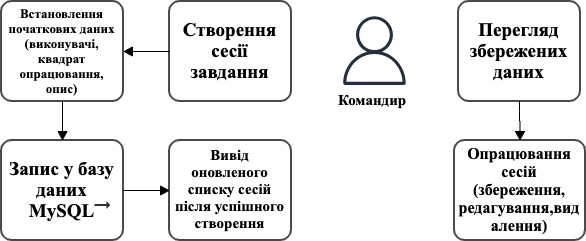 Встановлення
початкових даних
(виконувачі,
квадрат
опрацювання,
опис)
Створення
сесії
завдання
Командир
Перегляд
збережених
даних
Запис у базу
даних
MySQL→
Вивід
оновленого
списку сесій
після успішного
створення
Опрацювання
сесій
(збереження,
редагування,вид
алення)